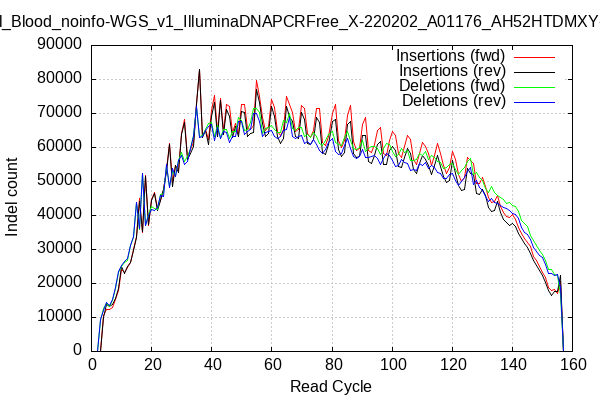 l_Blood_noinfo-WGS_v1_IlluminaDNAPCRFree_X-220202_A01176_AH52HTDMXY
Insertions (fwd)
Insertions (rev)
Deletions (fwd)
Deletions (rev)
90000
80000
70000
60000
50000
40000
30000
20000
10000
0
Indel count
0 20 40 60 80 100 120 140 160
Read Cycle